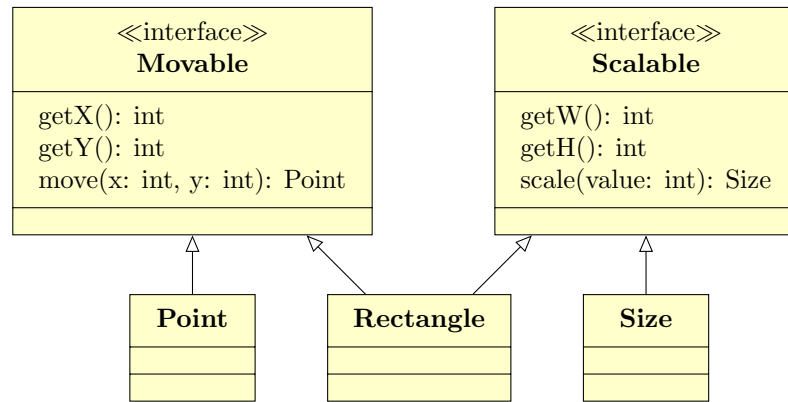 ≪interface≫
Movable
getX(): int
getY(): int
move(x: int, y: int): Point
≪interface≫
Scalable
getW(): int
getH(): int
scale(value: int): Size
Point
Rectangle
Size